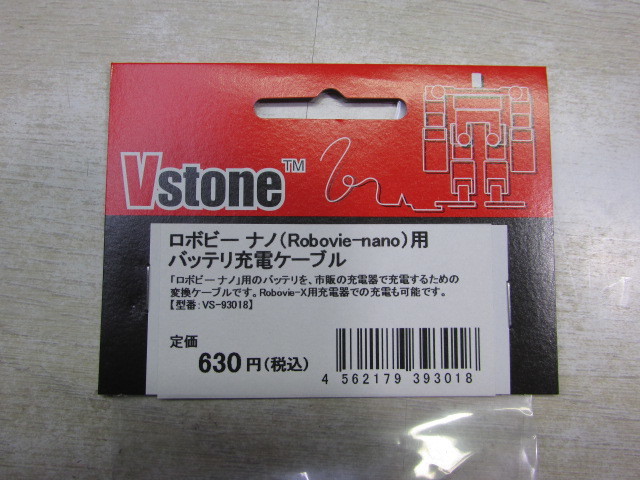 Vstone™
ロボビー ナノ(Robovie-nano)用
バッテリ充電ケーブル
「ロボビー ナノ」用のバッテリを、市販の充電器で充電するための
変換ケーブルです。Robovie-X用充電器での充電も可能です。
【型番:VS-93018】
定価
630円(税込)
4 562179 393018